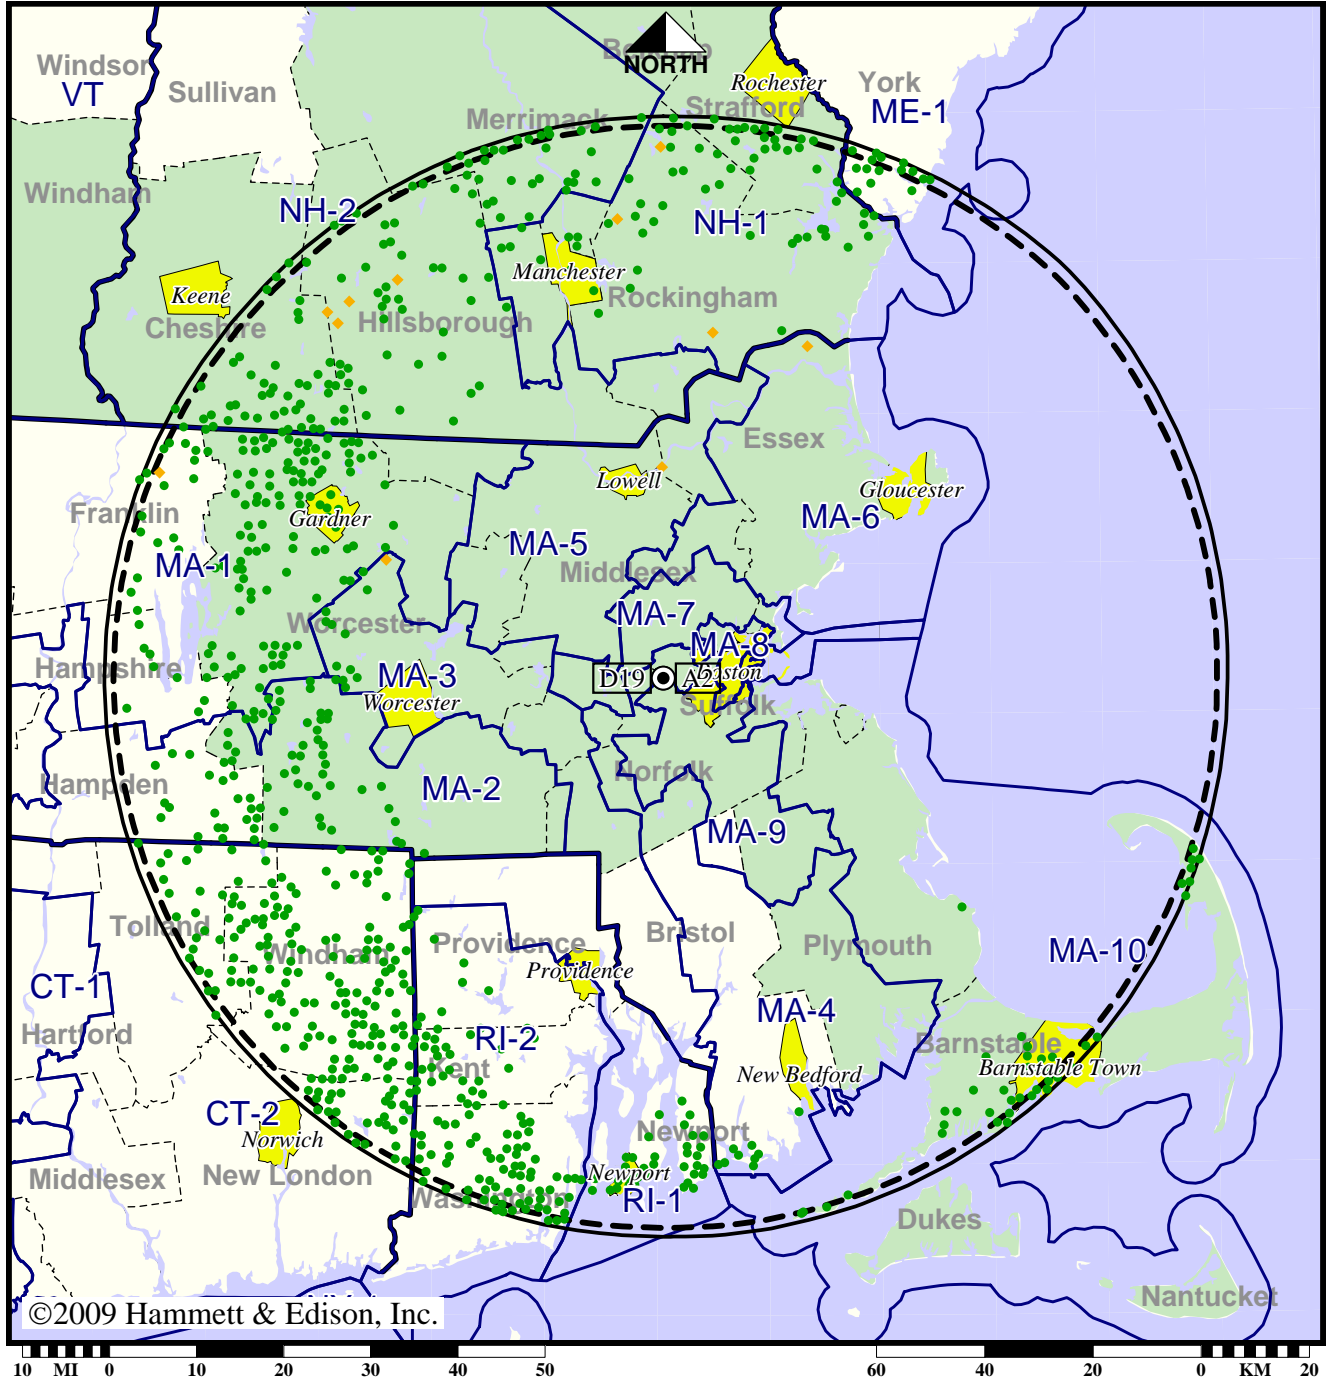 NORTH
Windsor
VT
Sullivan
Rochester
York
ME-1
Merrimack
Strafford
Windham
NH-2
NH-1
Manchester
Keene
Rockingham
Cheshire
Hillsborough
Essex
Lowell
Gloucester
Franklin
Gardner
MA-6
MA-5
MA-1
Middlesex
Worcester
MA-7
MA-8
Hampshire
MA-3
D19
A2
Boston
Worcester
Suffolk
Hampden
Norfolk
MA-2
MA-9
Tolland
Windham
Providence
Bristol
Plymouth
MA-10
Providence
CT-1
MA-4
Hartford
RI-2
Barnstable
Kent
New Bedford
Barnstable Town
CT-2
Norwich
Newport
Middlesex
New London
Newport
Washington
RI-1
Dukes
Nantucket
©2009 Hammett & Edison, Inc.
10 MI 0 10 20 30 40 50 60 40 20 0 KM 20